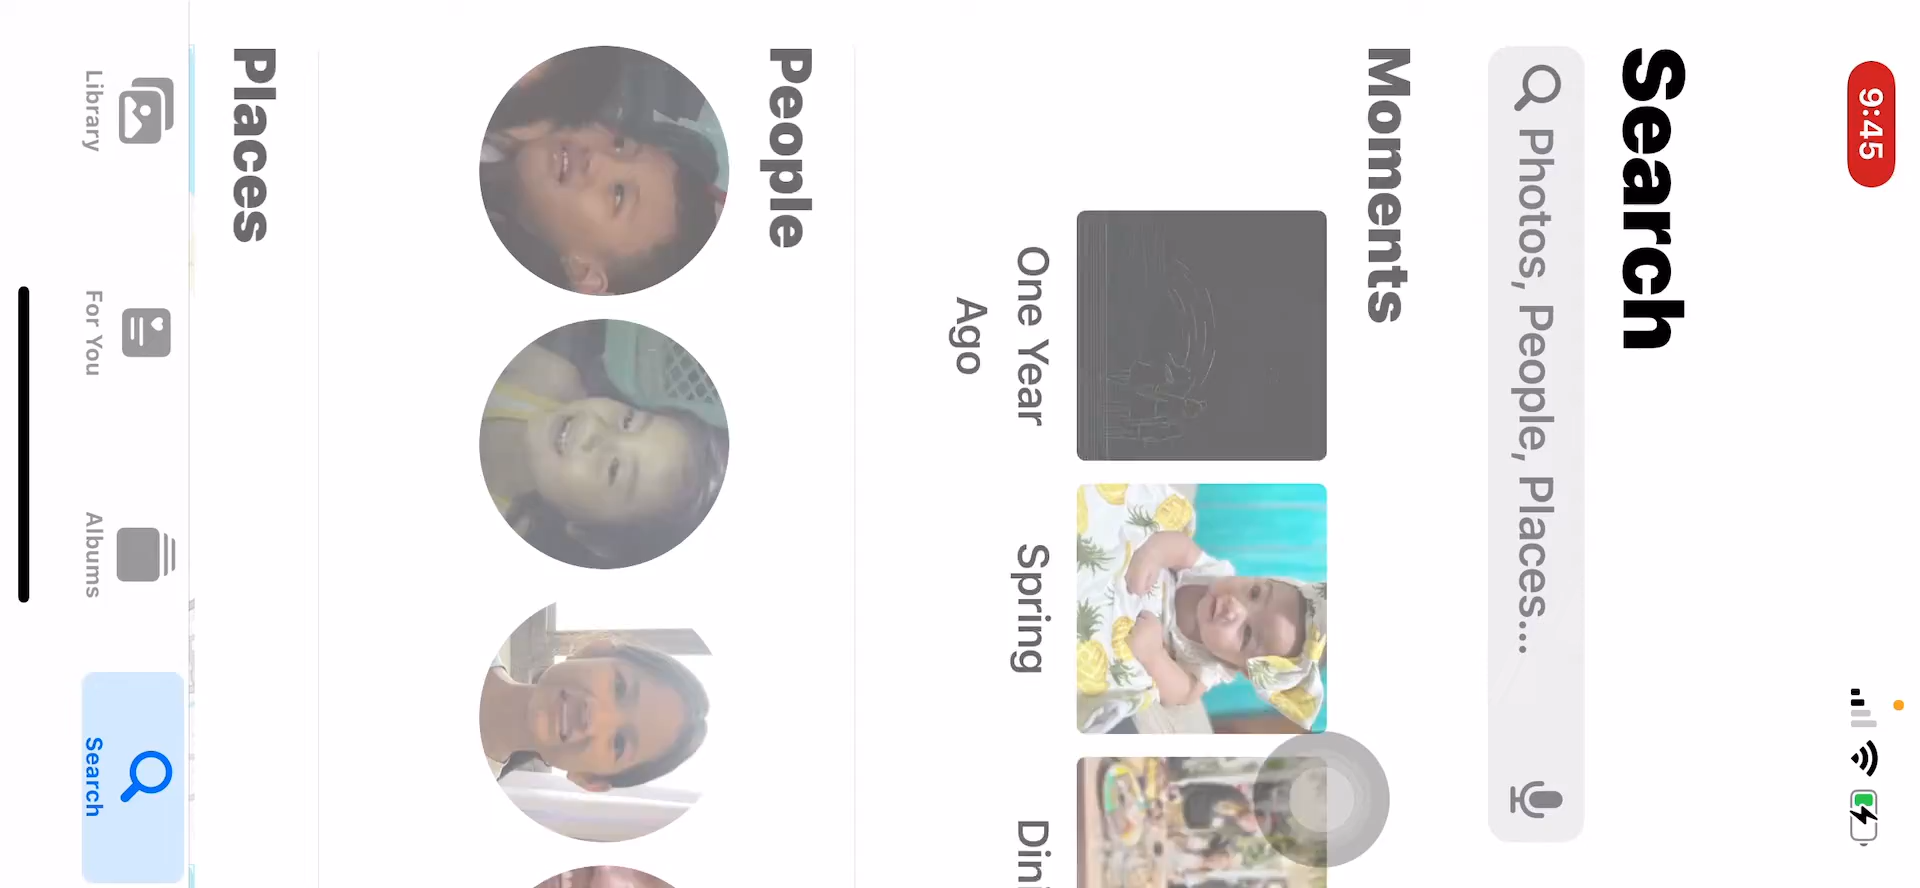 9:45
Search
Photos, People, Places...
Moments
One Year
Ago
Spring
People
Places
Library
For You
Albums
Search